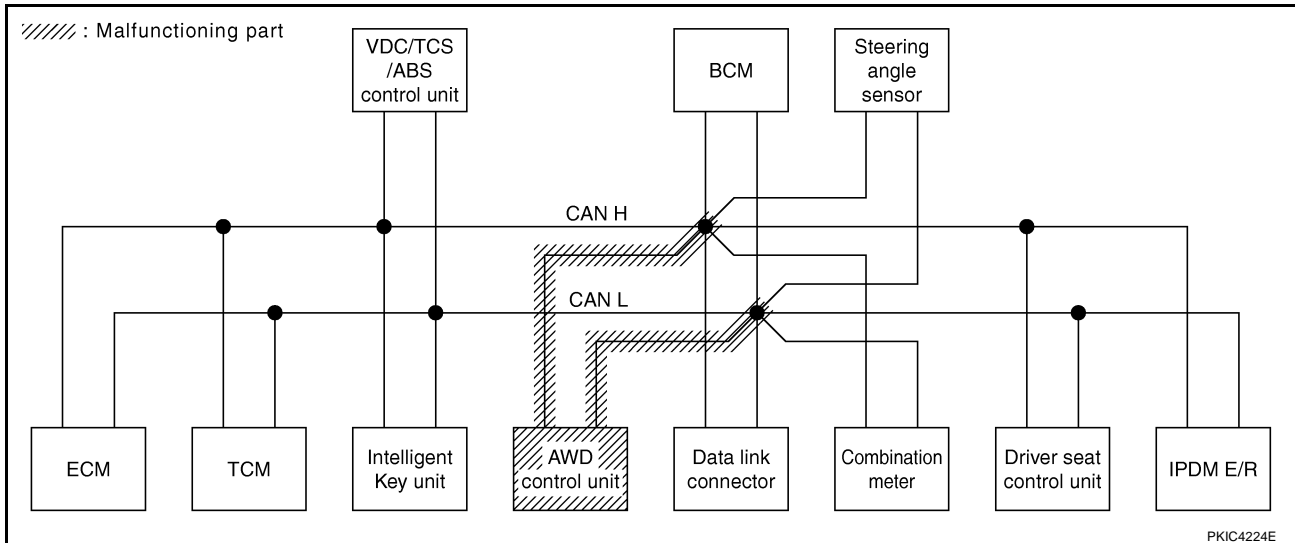 : Malfunctioning part
VDC/TCS
/ABS
control unit
BCM
Steering
angle
sensor
CAN H
CAN L
ECM
TCM
Intelligent
Key unit
AWD
control unit
Data link
connector
Combination
meter
Driver seat
control unit
IPDM E/R
PKIC4224E